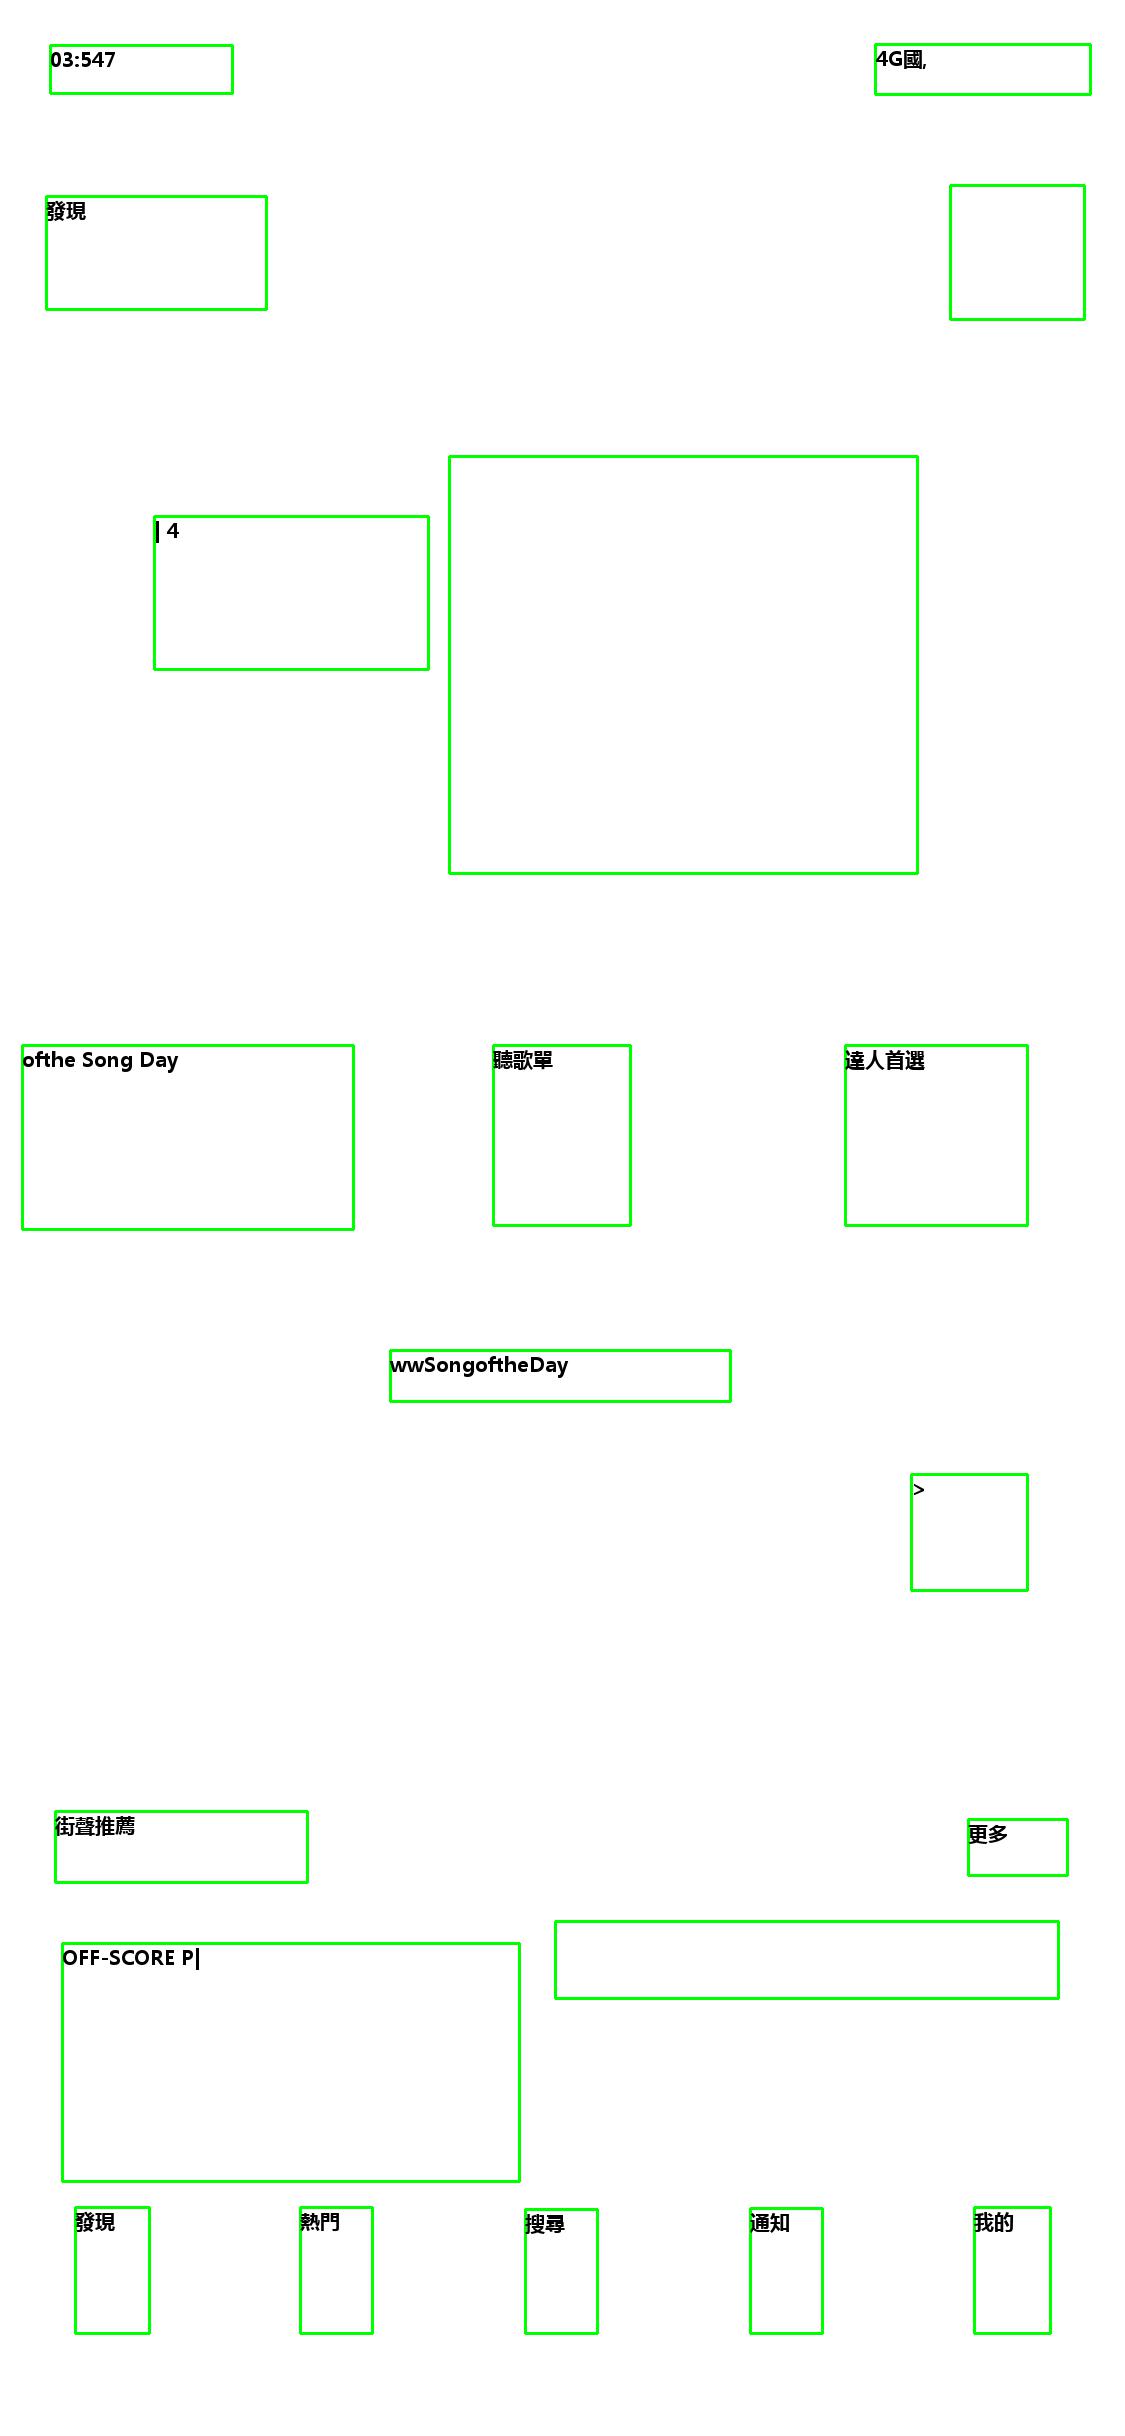 03:547
4G國,
發現
| 4
ofthe Song Day
聽歌單
達人首選
wwSongoftheDay
>
街聲推薦
更多
OFF-SCORE P|
發現
熱門
搜尋
通知
我的